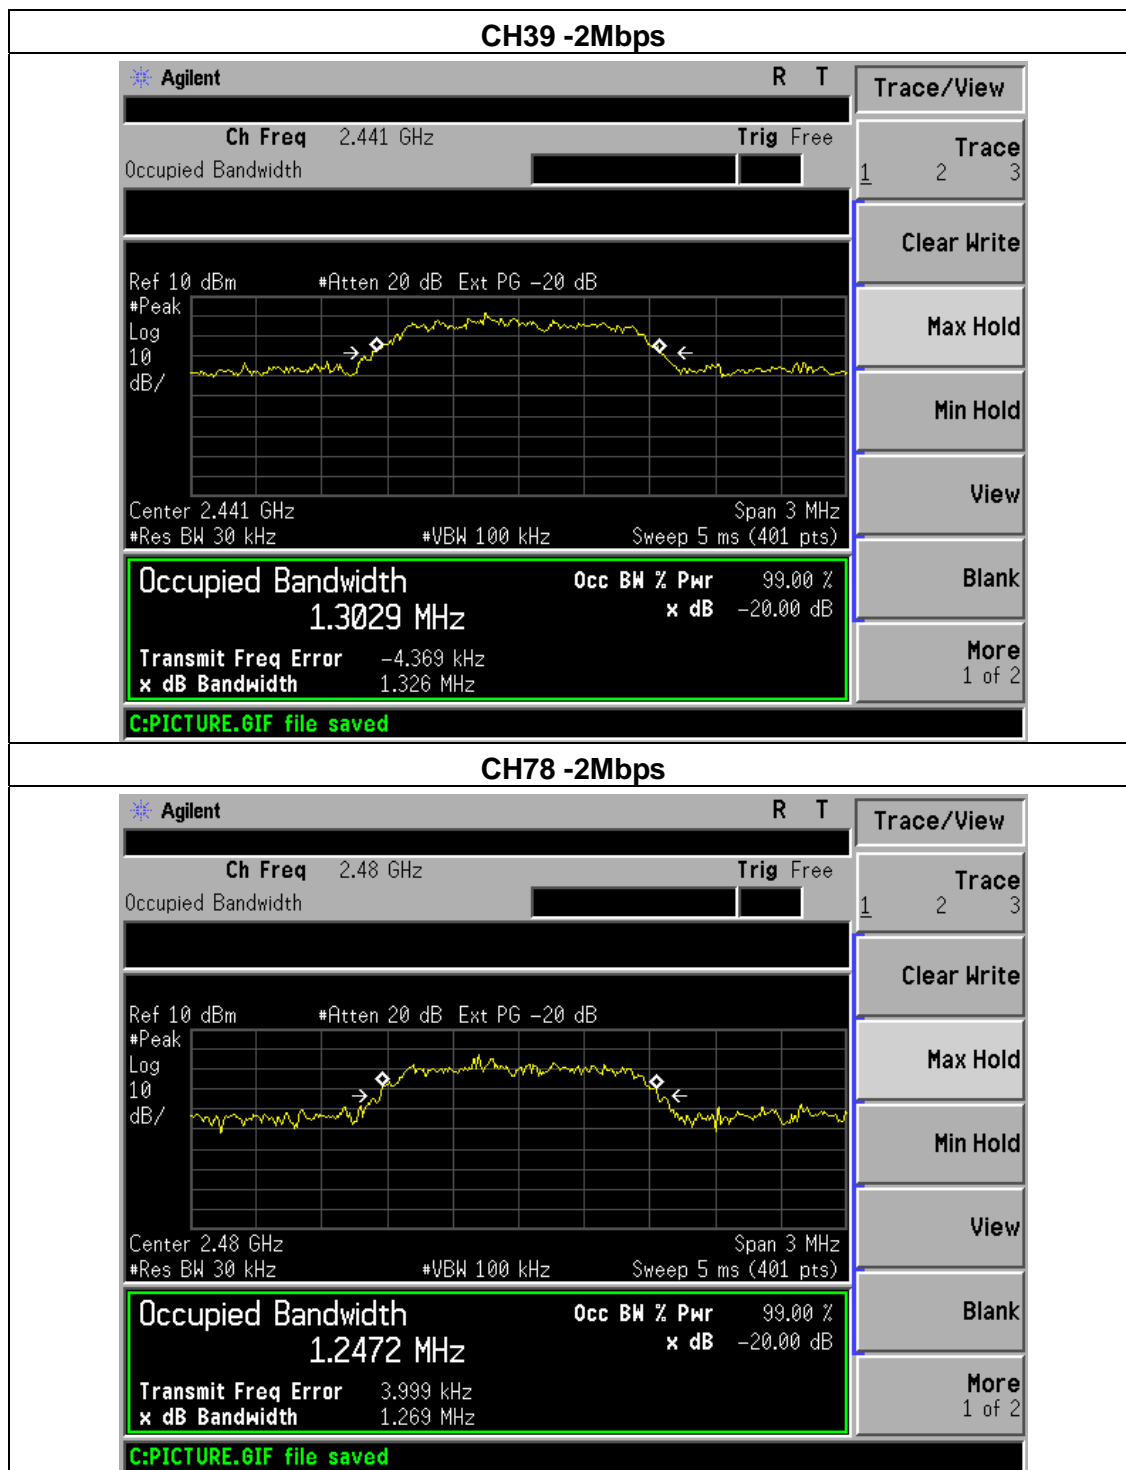 CH39 -2Mbps
Agilent R T
Trace/View
Ch Freq 2.441 GHz Trig Free
Occupied Bandwidth
Trace
1 2 3
Clear Write
Ref 10 dBm #Atten 20 dB Ext PG -20 dB
#Peak
Log
10
dB/
Max Hold
Min Hold
View
Center 2.441 GHz Span 3 MHz
#Res BW 30 kHz #VBW 100 kHz Sweep 5 ms (401 pts)
Occupied Bandwidth Occ BW % Pwr 99.00 %
1.3029 MHz x dB -20.00 dB
Blank
Transmit Freq Error -4.369 kHz
x dB Bandwidth 1.326 MHz
More
1 of 2
C:PICTURE.GIF file saved
CH78 -2Mbps
Agilent R T
Trace/View
Ch Freq 2.48 GHz Trig Free
Occupied Bandwidth
Trace
1 2 3
Clear Write
Ref 10 dBm #Atten 20 dB Ext PG -20 dB
#Peak
Log
10
dB/
Max Hold
Min Hold
View
Center 2.48 GHz Span 3 MHz
#Res BW 30 kHz #VBW 100 kHz Sweep 5 ms (401 pts)
Occupied Bandwidth Occ BW % Pwr 99.00 %
1.2472 MHz x dB -20.00 dB
Blank
Transmit Freq Error 3.999 kHz
x dB Bandwidth 1.269 MHz
More
1 of 2
C:PICTURE.GIF file saved